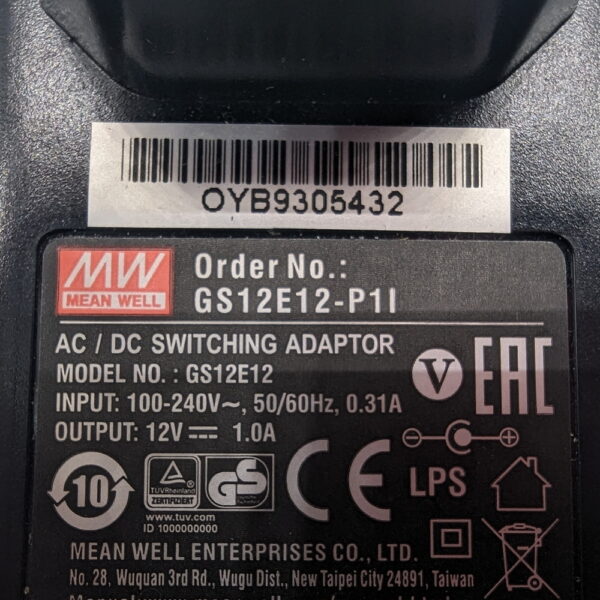 OYB9305432
MW
MEAN WELL
Order No.:
GS12E12-P1I
AC / DC SWITCHING ADAPTOR
MODEL NO. : GS12E12
INPUT: 100-240V~, 50/60Hz, 0.31A
OUTPUT: 12V⎓ 1.0A
V
EAC
10
TÜVRheinland
ZERTIFIZIERT
GS
CE
LPS
www.tuv.com
ID 1000000000
MEAN WELL ENTERPRISES CO., LTD.
No. 28, Wuquan 3rd Rd., Wugu Dist., New Taipei City 24891, Taiwan